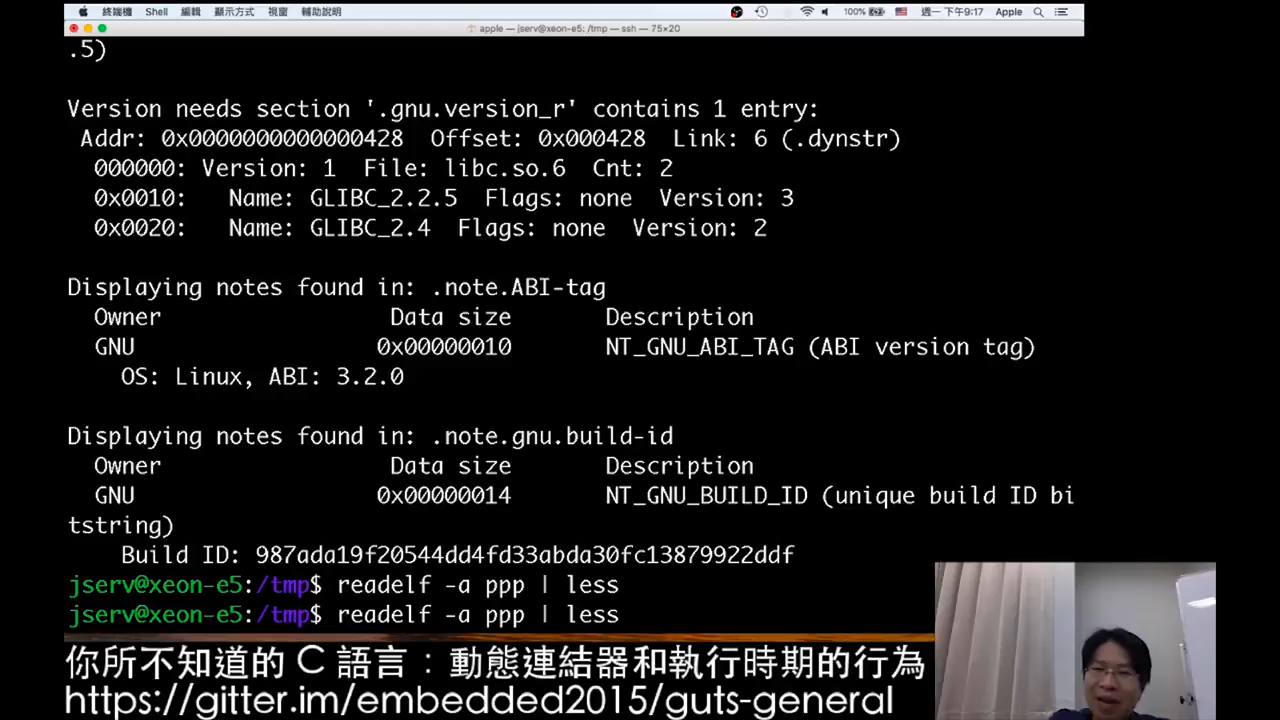 終端機 Shell 編輯 顯示方式 視窗 輔助說明 100% 週一 下午9:17 Apple
apple — jserv@xeon-e5: /tmp — ssh — 75×20
.5)
Version needs section '.gnu.version_r' contains 1 entry:
Addr: 0x0000000000000428 Offset: 0x000428 Link: 6 (.dynstr)
000000: Version: 1 File: libc.so.6 Cnt: 2
0x0010: Name: GLIBC_2.2.5 Flags: none Version: 3
0x0020: Name: GLIBC_2.4 Flags: none Version: 2
Displaying notes found in: .note.ABI-tag
Owner Data size Description
GNU 0x00000010 NT_GNU_ABI_TAG (ABI version tag)
OS: Linux, ABI: 3.2.0
Displaying notes found in: .note.gnu.build-id
Owner Data size Description
GNU 0x00000014 NT_GNU_BUILD_ID (unique build ID bi
tstring)
Build ID: 987ada19f20544dd4fd33abda30fc13879922ddf
jserv@xeon-e5:/tmp$ readelf -a ppp | less
jserv@xeon-e5:/tmp$ readelf -a ppp | less
你所不知道的 C 語言：動態連結器和執行時期的行為
https://gitter.im/embedded2015/guts-general